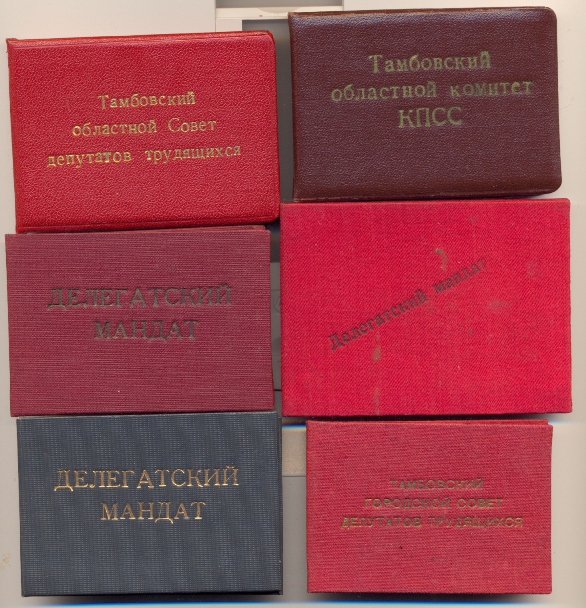 Тамбовский
областной Совет
депутатов трудящихся
Тамбовский
областной комитет
КПСС
ДЕЛЕГАТСКИЙ
МАНДАТ
Делегатский мандат
ДЕЛЕГАТСКИЙ
МАНДАТ
ТАМБОВСКИЙ
ГОРОДСКОЙ СОВЕТ
ДЕПУТАТОВ ТРУДЯЩИХСЯ